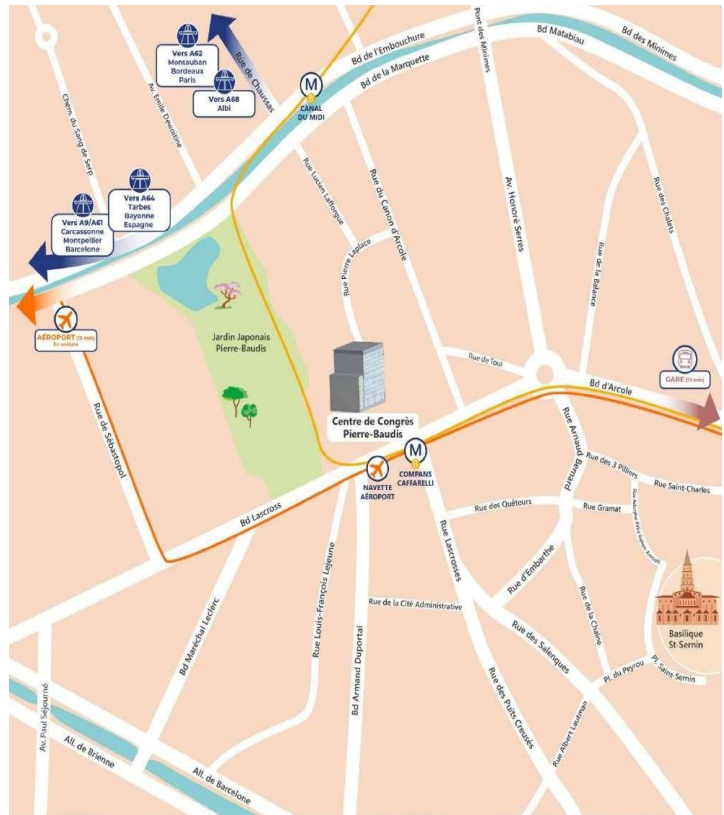 Vers A62
Montauban
Bordeaux
Paris
Vers A68
Albi
Rue de Chaussas
Chem. du Sang de Serp
Av. Emile Dewoitine
M
CANAL
DU MIDI
Bd de l'Embouchure
Bd de la Marquette
Pont des Minimes
Bd Matabiau
Bd des Minimes
Vers A64
Tarbes
Bayonne
Espagne
Vers A9/A61
Carcassonne
Montpellier
Barcelone
Rue Lucien Lafforgue
Rue du Canon d'Arcole
Rue Pierre Laplace
Av. Honoré Serres
Rue des Chalets
Rue de la Balance
AÉROPORT (15 min)
En voiture
Jardin Japonais
Pierre-Baudis
Rue de Toul
GARE (11 min)
Bd d'Arcole
Centre de Congrès
Pierre-Baudis
Rue de Sébastopol
M
COMPANS
CAFFARELLI
NAVETTE
AÉROPORT
Bd Lascross
Rue Arnaud Bernard
Rue des 3 Piliers
Rue Saint-Charles
Rue des Quêteurs
Rue Gramat
Rue Lascrosses
Rue d'Embarthe
Rue Louis-François Lejeune
Bd Maréchal Leclerc
Bd Armand Duportal
Rue de la Cité Administrative
Rue de la Chaîne
Rue des Salenques
Basilique
St-Sernin
Pl. Saint-Sernin
Pl. du Peyrou
Rue Albert Lautman
Rue des Puits Creusés
Av. Paul Séjourné
All. de Brienne
All. de Barcelone